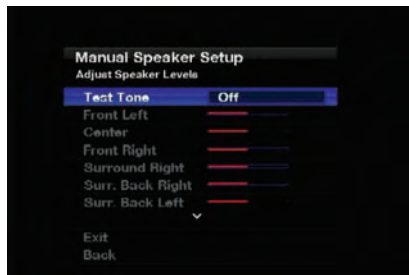 Manual Speaker Setup
Adjust Speaker Levels
Test Tone Off
Front Left
Center
Front Right
Surround Right
Surr. Back Right
Surr. Back Left
Exit
Back